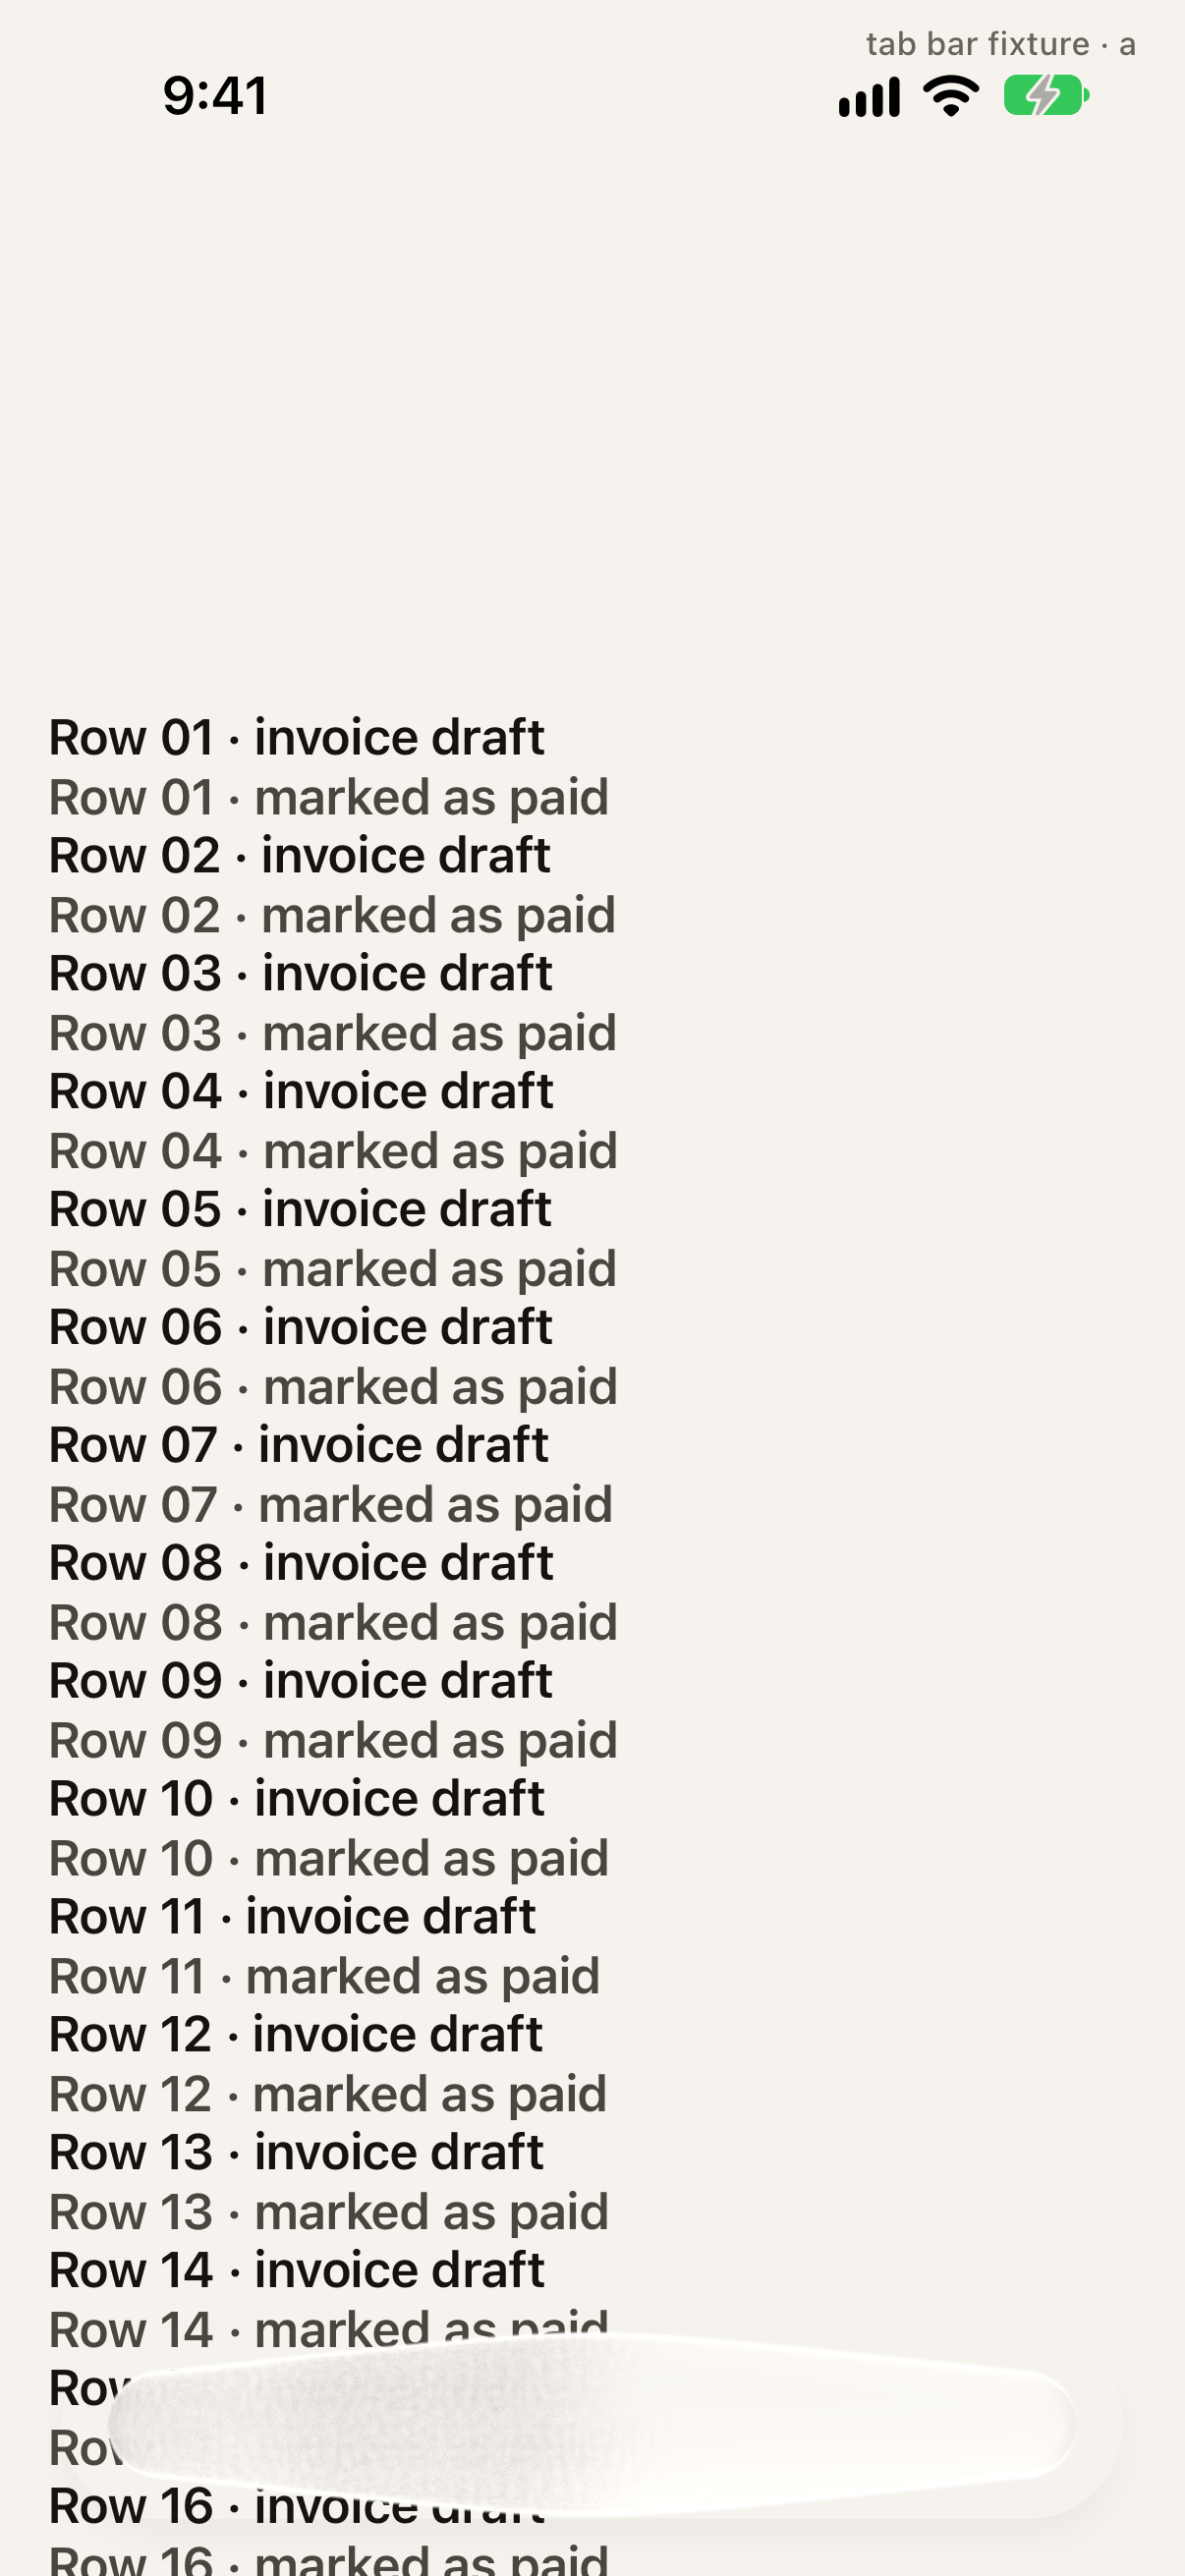 tab bar fixture · a
9:41
Row 01 · invoice draft
Row 01 · marked as paid
Row 02 · invoice draft
Row 02 · marked as paid
Row 03 · invoice draft
Row 03 · marked as paid
Row 04 · invoice draft
Row 04 · marked as paid
Row 05 · invoice draft
Row 05 · marked as paid
Row 06 · invoice draft
Row 06 · marked as paid
Row 07 · invoice draft
Row 07 · marked as paid
Row 08 · invoice draft
Row 08 · marked as paid
Row 09 · invoice draft
Row 09 · marked as paid
Row 10 · invoice draft
Row 10 · marked as paid
Row 11 · invoice draft
Row 11 · marked as paid
Row 12 · invoice draft
Row 12 · marked as paid
Row 13 · invoice draft
Row 13 · marked as paid
Row 14 · invoice draft
Row 14 · marked as paid
Row
Row
Row 16 · invoice draft
Row 16 · marked as paid